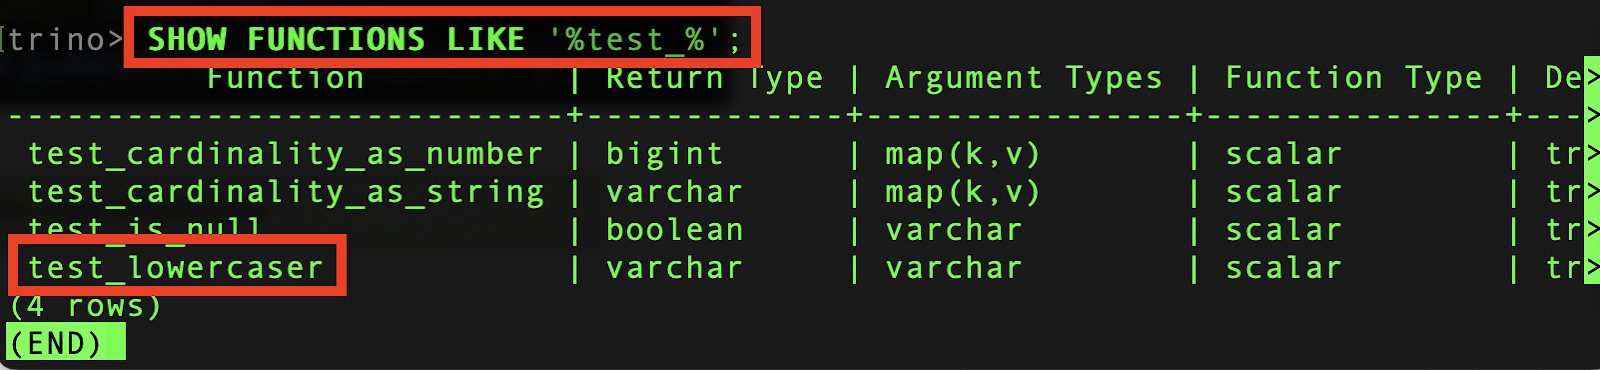 trino> SHOW FUNCTIONS LIKE '%test_%';
Function | Return Type | Argument Types | Function Type | De>
-----------------------------+-------------+----------------+---------------+--->
test_cardinality_as_number | bigint | map(k,v) | scalar | tr>
test_cardinality_as_string | varchar | map(k,v) | scalar | tr>
test_is_null | boolean | varchar | scalar | tr>
test_lowercaser | varchar | varchar | scalar | tr>
(4 rows)
(END)